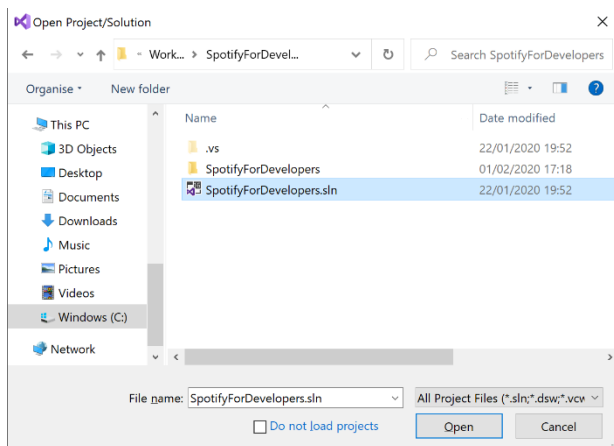 Open Project/Solution
Work... > SpotifyForDevel...
Search SpotifyForDevelopers
Organise
New folder
Name
Date modified
This PC
3D Objects
Desktop
Documents
Downloads
Music
Pictures
Videos
Windows (C:)
Network
.vs 22/01/2020 19:52
SpotifyForDevelopers 01/02/2020 17:18
SpotifyForDevelopers.sln 22/01/2020 19:52
File name: SpotifyForDevelopers.sln
All Project Files (*.sln;*.dsw;*.vcw
Do not load projects
Open
Cancel